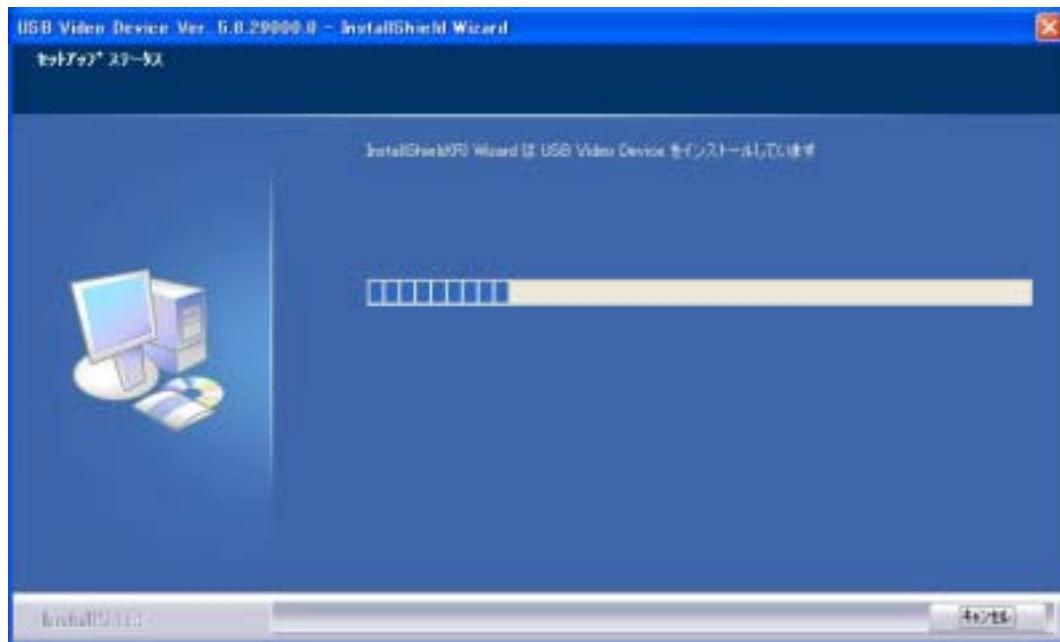 USB Video Device Ver. 5.8.29000.0 - InstallShield Wizard
セットアップ ステータス
InstallShield(R) Wizard は USB Video Device をインストールしています
InstallShield
キャンセル